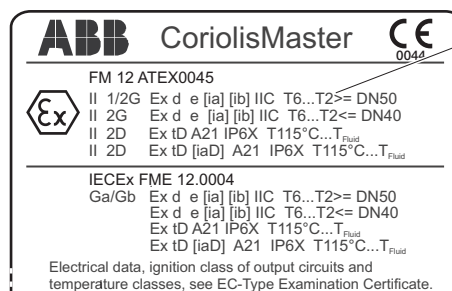 ABB CoriolisMaster CE
0044
FM 12 ATEX0045
Ex II 1/2G Ex d e [ia] [ib] IIC T6...T2>= DN50
II 2G Ex d e [ia] [ib] IIC T6...T2<= DN40
II 2D Ex tD A21 IP6X T115°C...TFluid
II 2D Ex tD [iaD] A21 IP6X T115°C...TFluid
IECEx FME 12.0004
Ga/Gb Ex d e [ia] [ib] IIC T6...T2>= DN50
Ex d e [ia] [ib] IIC T6...T2<= DN40
Ex tD A21 IP6X T115°C...TFluid
Ex tD [iaD] A21 IP6X T115°C...TFluid
Electrical data, ignition class of output circuits and
temperature classes, see EC-Type Examination Certificate.